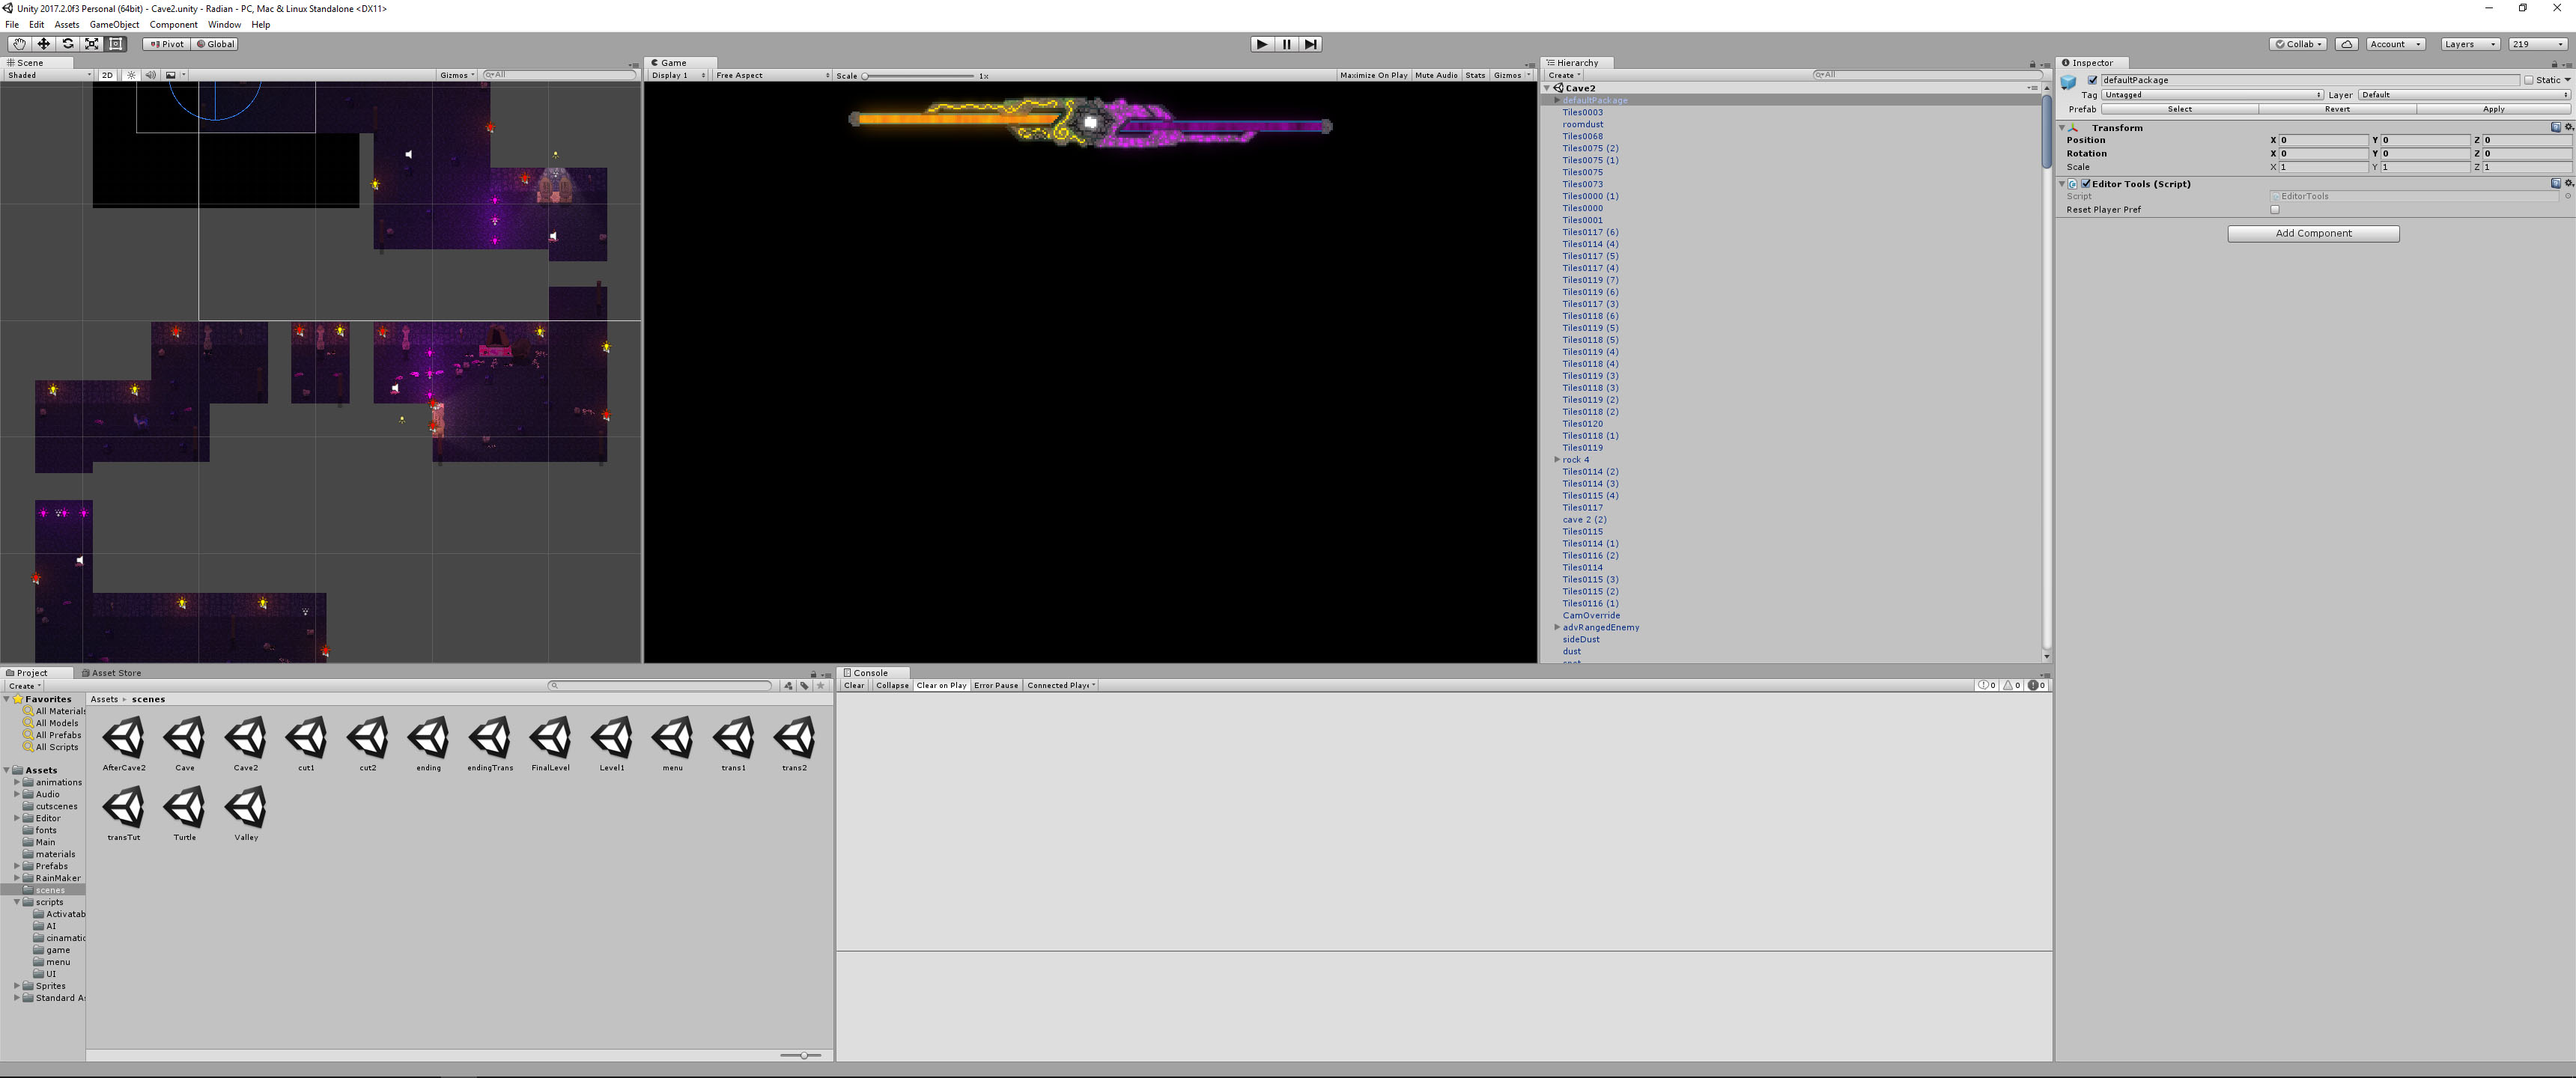 Unity 2017.2.0f3 Personal (64bit) - Cave2.unity - Radian - PC, Mac & Linux Standalone <DX11>
File Edit Assets GameObject Component Window Help
Pivot Global
Collab Account Layers 219
Scene
Shaded 2D Gizmos All
Game
Display 1 Free Aspect Scale 1x Maximize On Play Mute Audio Stats Gizmos
Hierarchy
Create All
Cave2
defaultPackage
Tiles0003
roomdust
Tiles0068
Tiles0075 (2)
Tiles0075 (1)
Tiles0075
Tiles0073
Tiles0000 (1)
Tiles0000
Tiles0001
Tiles0117 (6)
Tiles0114 (4)
Tiles0117 (5)
Tiles0117 (4)
Tiles0119 (7)
Tiles0119 (6)
Tiles0117 (3)
Tiles0118 (6)
Tiles0119 (5)
Tiles0118 (5)
Tiles0119 (4)
Tiles0118 (4)
Tiles0119 (3)
Tiles0118 (3)
Tiles0119 (2)
Tiles0118 (2)
Tiles0120
Tiles0118 (1)
Tiles0119
rock 4
Tiles0114 (2)
Tiles0114 (3)
Tiles0115 (4)
Tiles0117
cave 2 (2)
Tiles0115
Tiles0114 (1)
Tiles0116 (2)
Tiles0114
Tiles0115 (3)
Tiles0115 (2)
Tiles0116 (1)
CamOverride
advRangedEnemy
sideDust
dust
Inspector
defaultPackage Static
Tag Untagged Layer Default
Prefab Select Revert Apply
Transform
Position X 0 Y 0 Z 0
Rotation X 0 Y 0 Z 0
Scale X 1 Y 1 Z 1
Editor Tools (Script)
Script EditorTools
Reset Player Pref
Add Component
Project Asset Store
Create
Favorites
All Materials
All Models
All Prefabs
All Scripts
Assets
animations
Audio
cutscenes
Editor
fonts
Main
materials
Prefabs
RainMaker
scenes
scripts
Activatab
AI
cinamatic
game
menu
UI
Sprites
Standard As
Assets scenes
AfterCave2 Cave Cave2 cut1 cut2 ending endingTrans FinalLevel Level1 menu trans1 trans2
transTut Turtle Valley
Console
Clear Collapse Clear on Play Error Pause Connected Playe 0 0 0